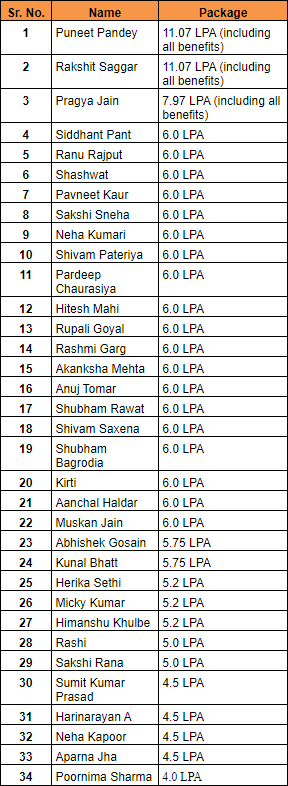 Sr. No. Name Package
1 Puneet Pandey 11.07 LPA (including
all benefits)
2 Rakshit Saggar 11.07 LPA (including
all benefits)
3 Pragya Jain 7.97 LPA (including all
benefits)
4 Siddhant Pant 6.0 LPA
5 Ranu Rajput 6.0 LPA
6 Shashwat 6.0 LPA
7 Pavneet Kaur 6.0 LPA
8 Sakshi Sneha 6.0 LPA
9 Neha Kumari 6.0 LPA
10 Shivam Pateriya 6.0 LPA
11 Pardeep 6.0 LPA
Chaurasiya
12 Hitesh Mahi 6.0 LPA
13 Rupali Goyal 6.0 LPA
14 Rashmi Garg 6.0 LPA
15 Akanksha Mehta 6.0 LPA
16 Anuj Tomar 6.0 LPA
17 Shubham Rawat 6.0 LPA
18 Shivam Saxena 6.0 LPA
19 Shubham 6.0 LPA
Bagrodia
20 Kirti 6.0 LPA
21 Aanchal Haldar 6.0 LPA
22 Muskan Jain 6.0 LPA
23 Abhishek Gosain 5.75 LPA
24 Kunal Bhatt 5.75 LPA
25 Herika Sethi 5.2 LPA
26 Micky Kumar 5.2 LPA
27 Himanshu Khulbe 5.2 LPA
28 Rashi 5.0 LPA
29 Sakshi Rana 5.0 LPA
30 Sumit Kumar 4.5 LPA
Prasad
31 Harinarayan A 4.5 LPA
32 Neha Kapoor 4.5 LPA
33 Aparna Jha 4.5 LPA
34 Poornima Sharma 4.0 LPA